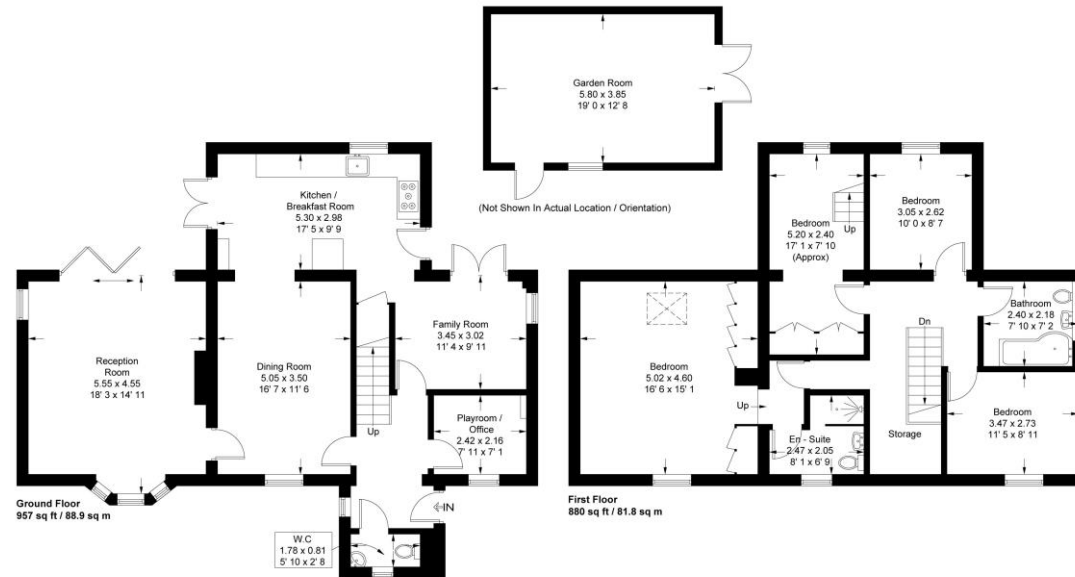 Garden Room
5.80 x 3.85
19' 0 x 12' 8
(Not Shown In Actual Location / Orientation)
Kitchen /
Breakfast Room
5.30 x 2.98
17' 5 x 9' 9
Reception
Room
5.55 x 4.55
18' 3 x 14' 11
Dining Room
5.05 x 3.50
16' 7 x 11' 6
Family Room
3.45 x 3.02
11' 4 x 9' 11
Up
Playroom /
Office
2.42 x 2.16
7' 11 x 7' 1
IN
W.C
1.78 x 0.81
5' 10 x 2' 8
Ground Floor
957 sq ft / 88.9 sq m
Bedroom
5.20 x 2.40
17' 1 x 7' 10
(Approx)
Up
Bedroom
3.05 x 2.62
10' 0 x 8' 7
Bathroom
2.40 x 2.18
7' 10 x 7' 2
Dn
Bedroom
5.02 x 4.60
16' 6 x 15' 1
Up
En - Suite
2.47 x 2.05
8' 1 x 6' 9
Storage
Bedroom
3.47 x 2.73
11' 5 x 8' 11
First Floor
880 sq ft / 81.8 sq m